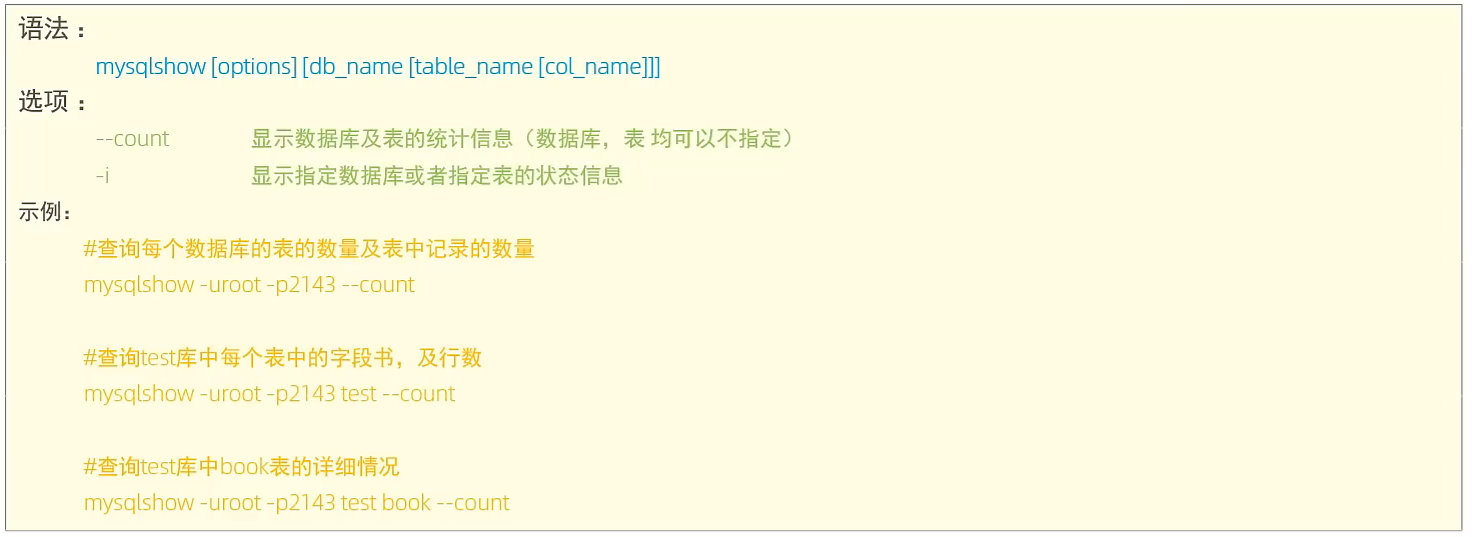 语法：
mysqlshow [options] [db_name [table_name [col_name]]]
选项：
--count 显示数据库及表的统计信息（数据库，表 均可以不指定）
-i 显示指定数据库或者指定表的状态信息
示例：
#查询每个数据库的表的数量及表中记录的数量
mysqlshow -uroot -p2143 --count
#查询test库中每个表中的字段书，及行数
mysqlshow -uroot -p2143 test --count
#查询test库中book表的详细情况
mysqlshow -uroot -p2143 test book --count